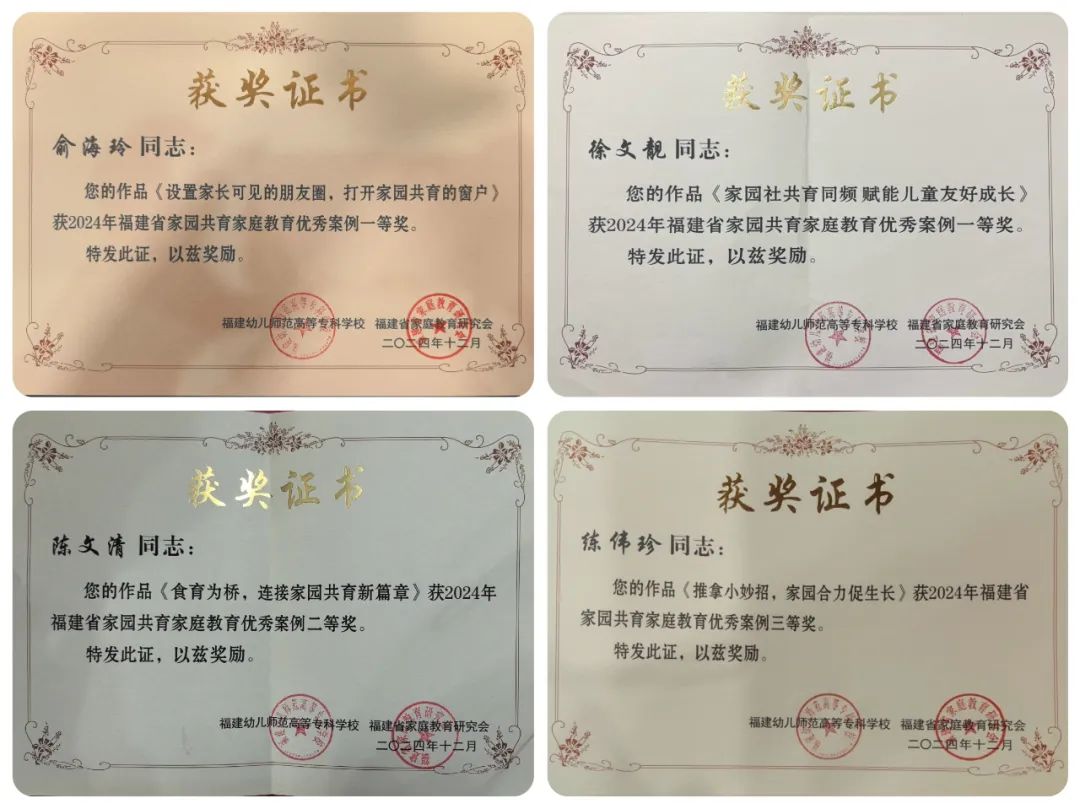 获奖证书
俞海玲 同志：
您的作品《设置家长可见的朋友圈，打开家园共育的窗户》
获2024年福建省家园共育家庭教育优秀案例一等奖。
特发此证，以兹奖励。
福建幼儿师范高等专科学校 福建省家庭教育研究会
二〇二四年十二月
获奖证书
徐文靓 同志：
您的作品《家园社共育同频 赋能儿童友好成长》
获2024年福建省家园共育家庭教育优秀案例一等奖。
特发此证，以兹奖励。
福建幼儿师范高等专科学校 福建省家庭教育研究会
二〇二四年十二月
获奖证书
陈文清 同志：
您的作品《食育为桥，连接家园共育新篇章》获2024年
福建省家园共育家庭教育优秀案例二等奖。
特发此证，以兹奖励。
福建幼儿师范高等专科学校 福建省家庭教育研究会
二〇二四年十二月
获奖证书
练伟珍 同志：
您的作品《推拿小妙招，家园合力促生长》获2024年福建省
家园共育家庭教育优秀案例三等奖。
特发此证，以兹奖励。
福建幼儿师范高等专科学校 福建省家庭教育研究会
二〇二四年十二月